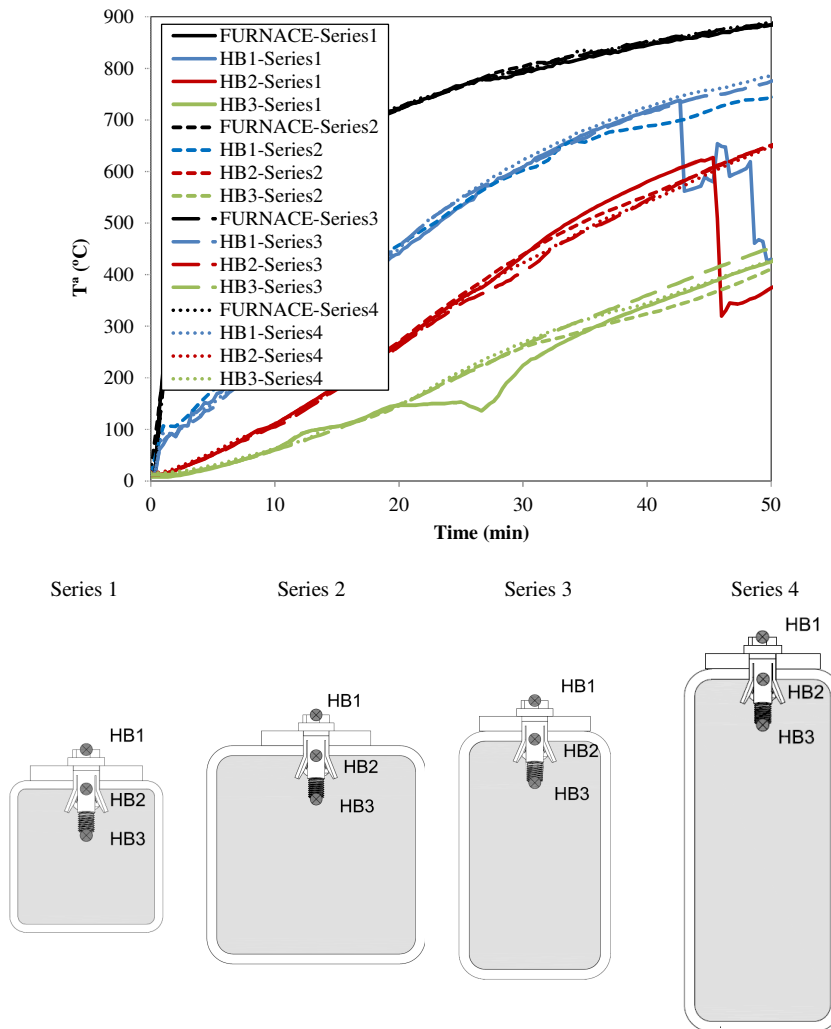 900
800
700
600
500
400
300
200
100
0
Tª (ºC)
FURNACE-Series1
HB1-Series1
HB2-Series1
HB3-Series1
FURNACE-Series2
HB1-Series2
HB2-Series2
HB3-Series2
FURNACE-Series3
HB1-Series3
HB2-Series3
HB3-Series3
FURNACE-Series4
HB1-Series4
HB2-Series4
HB3-Series4
0 10 20 30 40 50
Time (min)
Series 1 Series 2 Series 3 Series 4
HB1
HB2
HB3
HB1
HB2
HB3
HB1
HB2
HB3
HB1
HB2
HB3